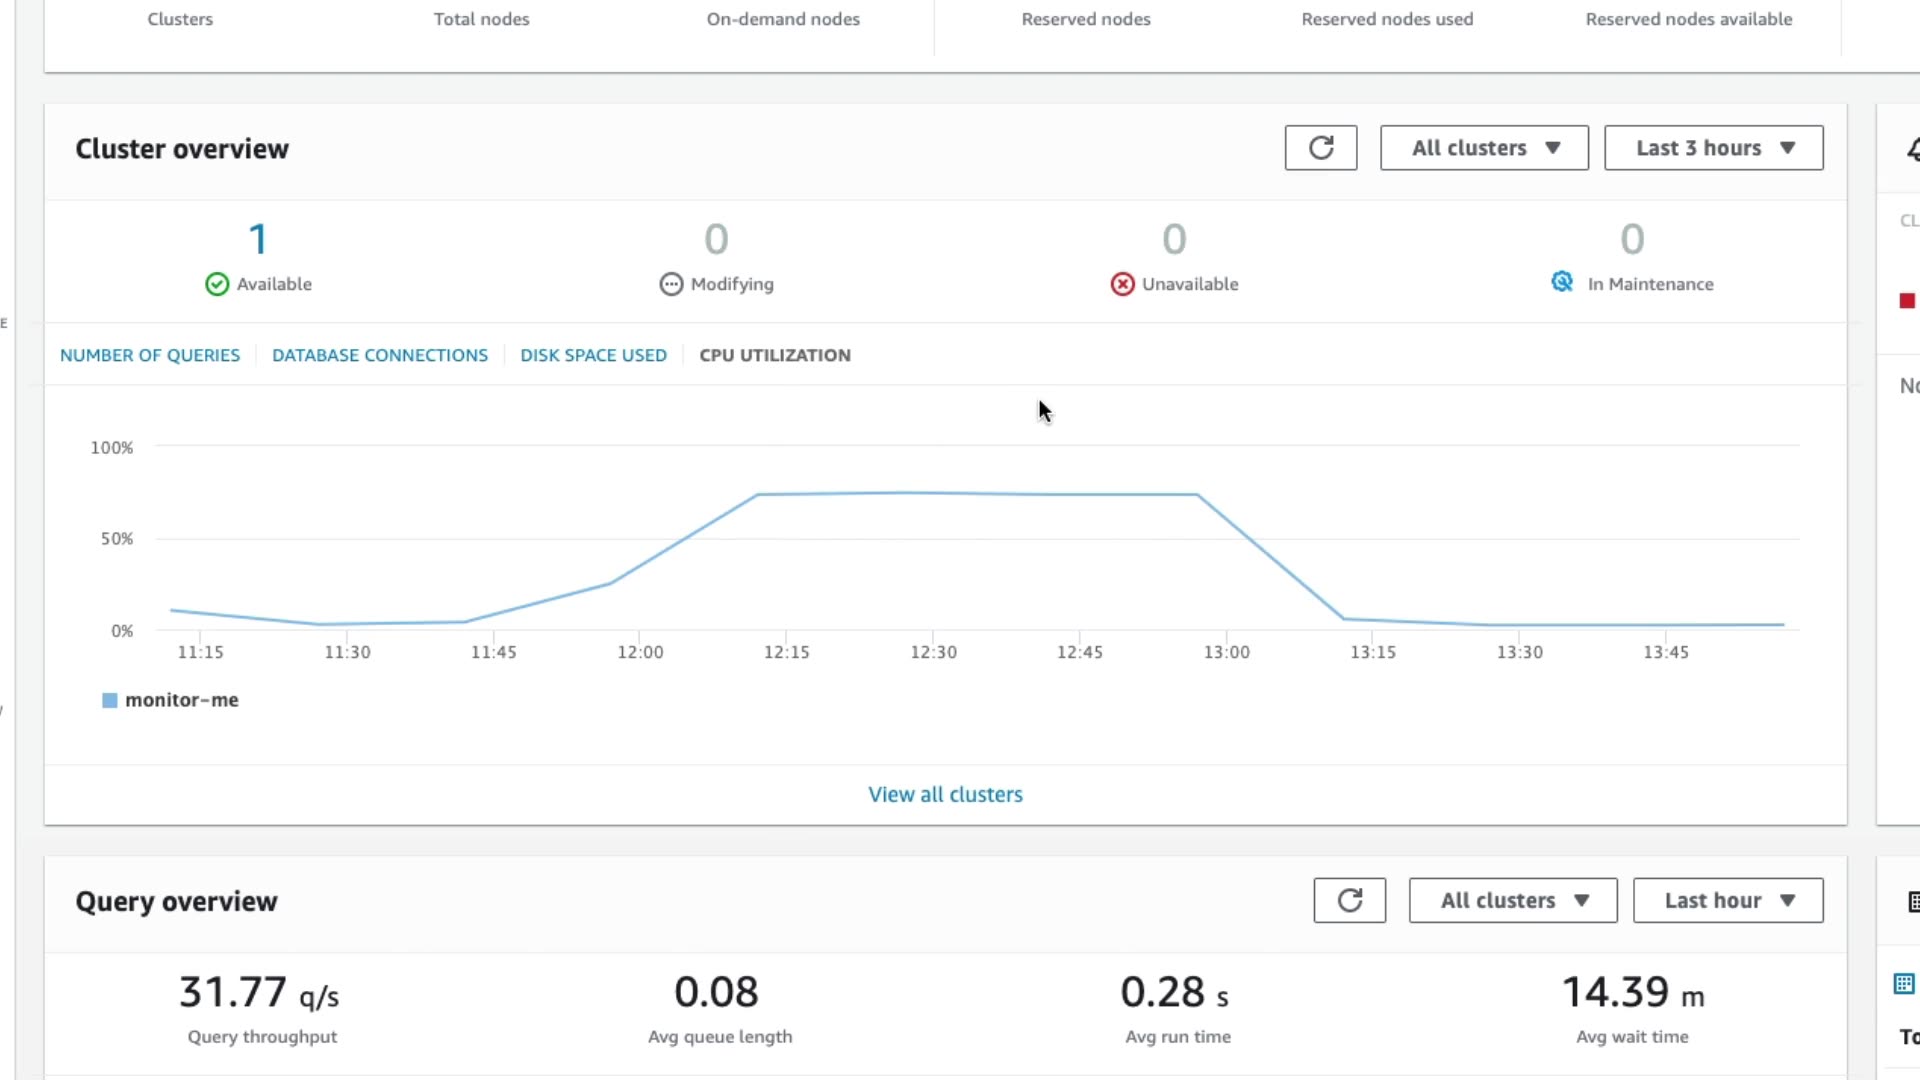 Clusters Total nodes On-demand nodes Reserved nodes Reserved nodes used Reserved nodes available
Cluster overview All clusters Last 3 hours
1 0 0 0
Available Modifying Unavailable In Maintenance
NUMBER OF QUERIES DATABASE CONNECTIONS DISK SPACE USED CPU UTILIZATION
100%
50%
0%
11:15 11:30 11:45 12:00 12:15 12:30 12:45 13:00 13:15 13:30 13:45
monitor-me
View all clusters
Query overview All clusters Last hour
31.77 q/s 0.08 0.28 s 14.39 m
Query throughput Avg queue length Avg run time Avg wait time